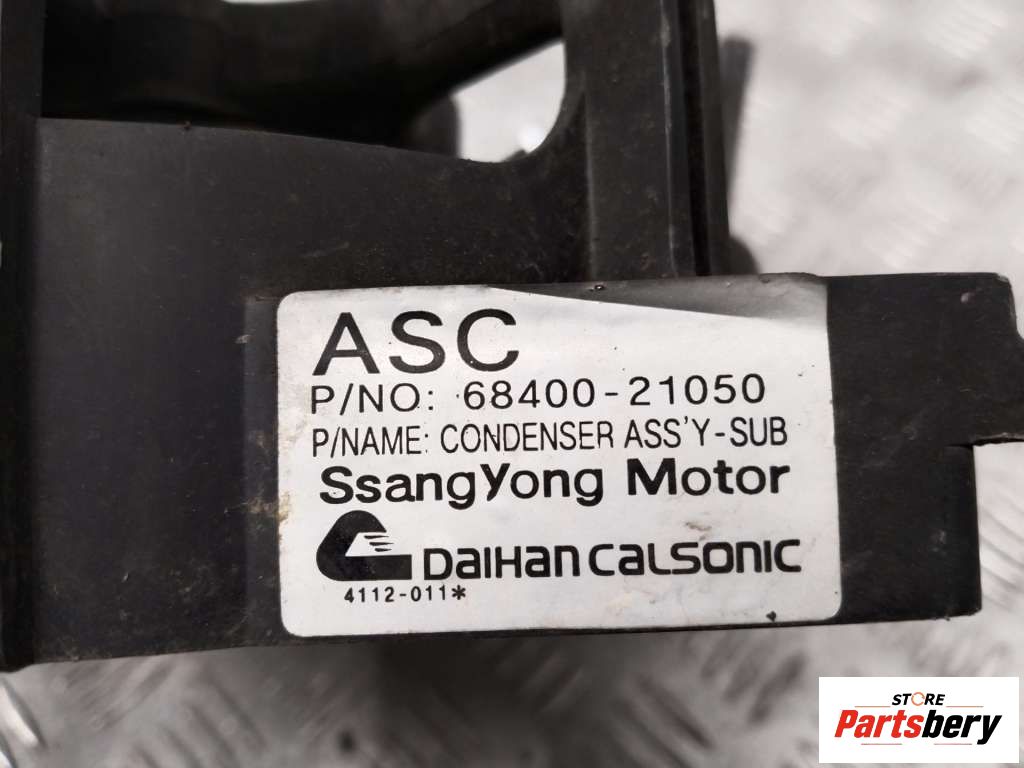 ASC
P/NO: 68400-21050
P/NAME: CONDENSER ASS'Y-SUB
SsangYong Motor
DAIHAN CALSONIC
4112-011*
STORE
Partsbery